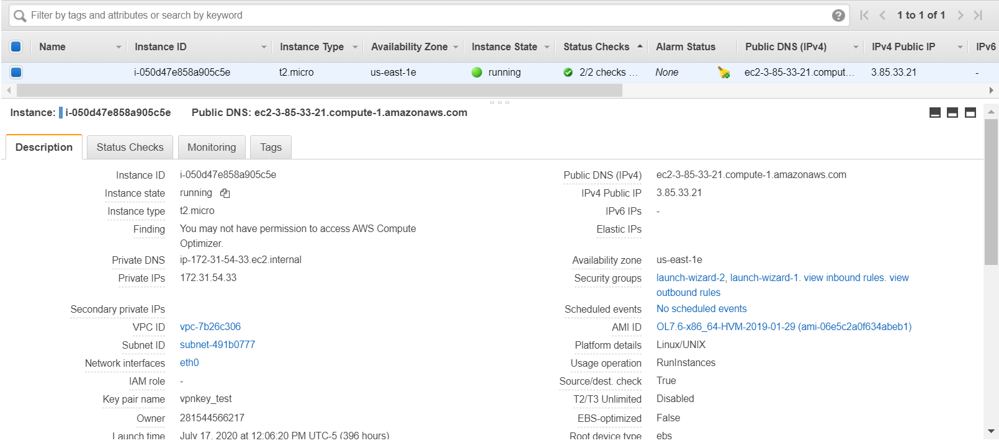 Filter by tags and attributes or search by keyword
1 to 1 of 1
Name Instance ID Instance Type Availability Zone Instance State Status Checks Alarm Status Public DNS (IPv4) IPv4 Public IP IPv6
i-050d47e858a905c5e t2.micro us-east-1e running 2/2 checks ... None ec2-3-85-33-21.comput... 3.85.33.21 -
Instance: i-050d47e858a905c5e Public DNS: ec2-3-85-33-21.compute-1.amazonaws.com
Description Status Checks Monitoring Tags
Instance ID i-050d47e858a905c5e
Instance state running
Instance type t2.micro
Finding You may not have permission to access AWS Compute
Optimizer.
Private DNS ip-172-31-54-33.ec2.internal
Private IPs 172.31.54.33
Secondary private IPs
VPC ID vpc-7b26c306
Subnet ID subnet-491b0777
Network interfaces eth0
IAM role -
Key pair name vpnkey_test
Owner 281544566217
Launch time July 17, 2020 at 12:06:20 PM UTC-5 (396 hours)
Public DNS (IPv4) ec2-3-85-33-21.compute-1.amazonaws.com
IPv4 Public IP 3.85.33.21
IPv6 IPs -
Elastic IPs
Availability zone us-east-1e
Security groups launch-wizard-2, launch-wizard-1. view inbound rules. view
outbound rules
Scheduled events No scheduled events
AMI ID OL7.6-x86_64-HVM-2019-01-29 (ami-06e5c2a0f634abeb1)
Platform details Linux/UNIX
Usage operation RunInstances
Source/dest. check True
T2/T3 Unlimited Disabled
EBS-optimized False
Root device type ebs